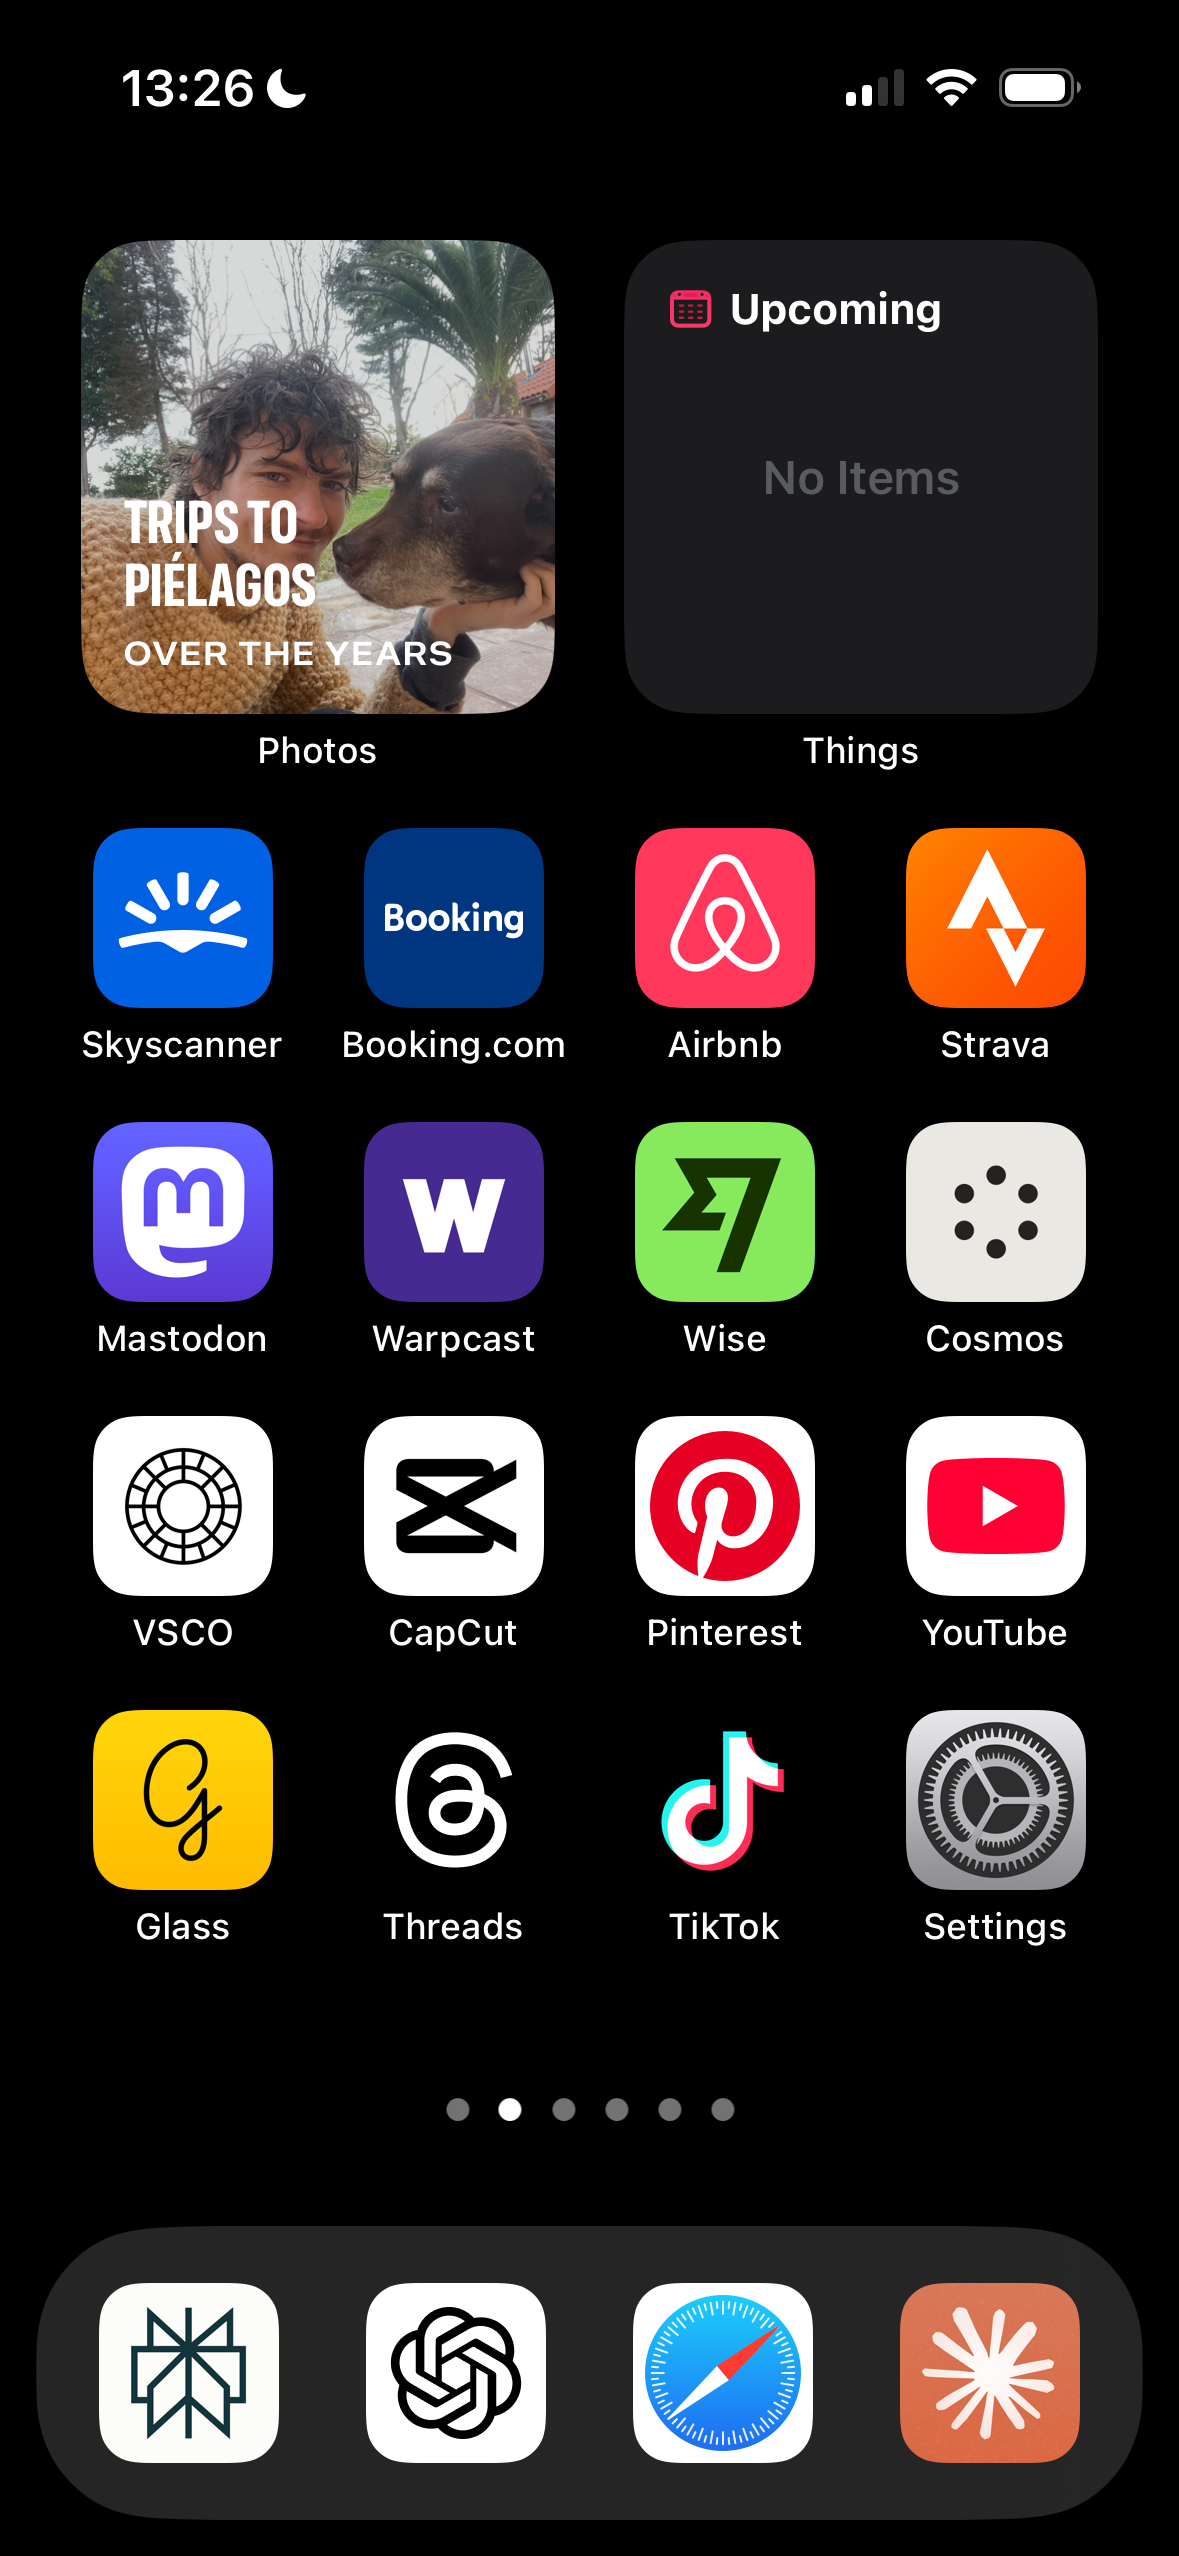 13:26
TRIPS TO
PIÉLAGOS
OVER THE YEARS
Upcoming
No Items
Photos
Things
Booking
Skyscanner
Booking.com
Airbnb
Strava
Mastodon
Warpcast
Wise
Cosmos
VSCO
CapCut
Pinterest
YouTube
Glass
Threads
TikTok
Settings